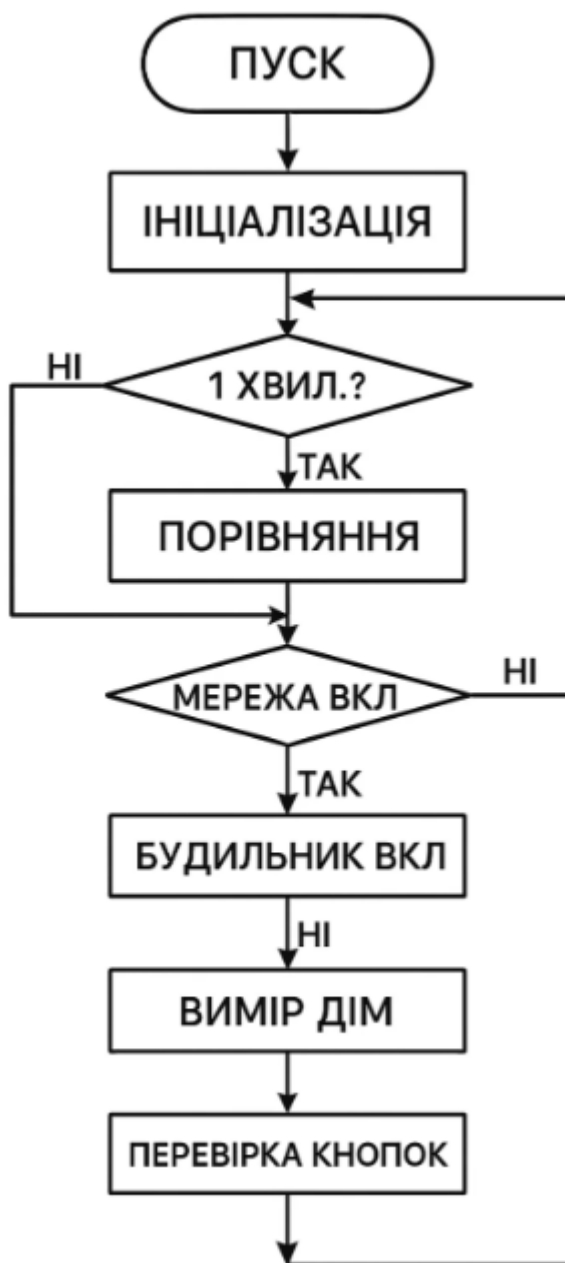 ПУСК
ІНІЦІАЛІЗАЦІЯ
НІ
1 ХВИЛ.?
ТАК
ПОРІВНЯННЯ
МЕРЕЖА ВКЛ
НІ
ТАК
БУДИЛЬНИК ВКЛ
НІ
ВИМІР ДІМ
ПЕРЕВІРКА КНОПОК